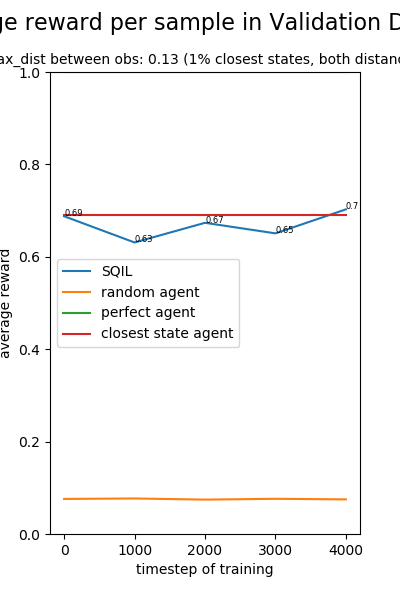 ge reward per sample in Validation D
ax_dist between obs: 0.13 (1% closest states, both distanc
1.0
0.8
0.6
0.4
0.2
0.0
average reward
0.69
0.63
0.67
0.65
0.7
SQIL
random agent
perfect agent
closest state agent
0 1000 2000 3000 4000
timestep of training